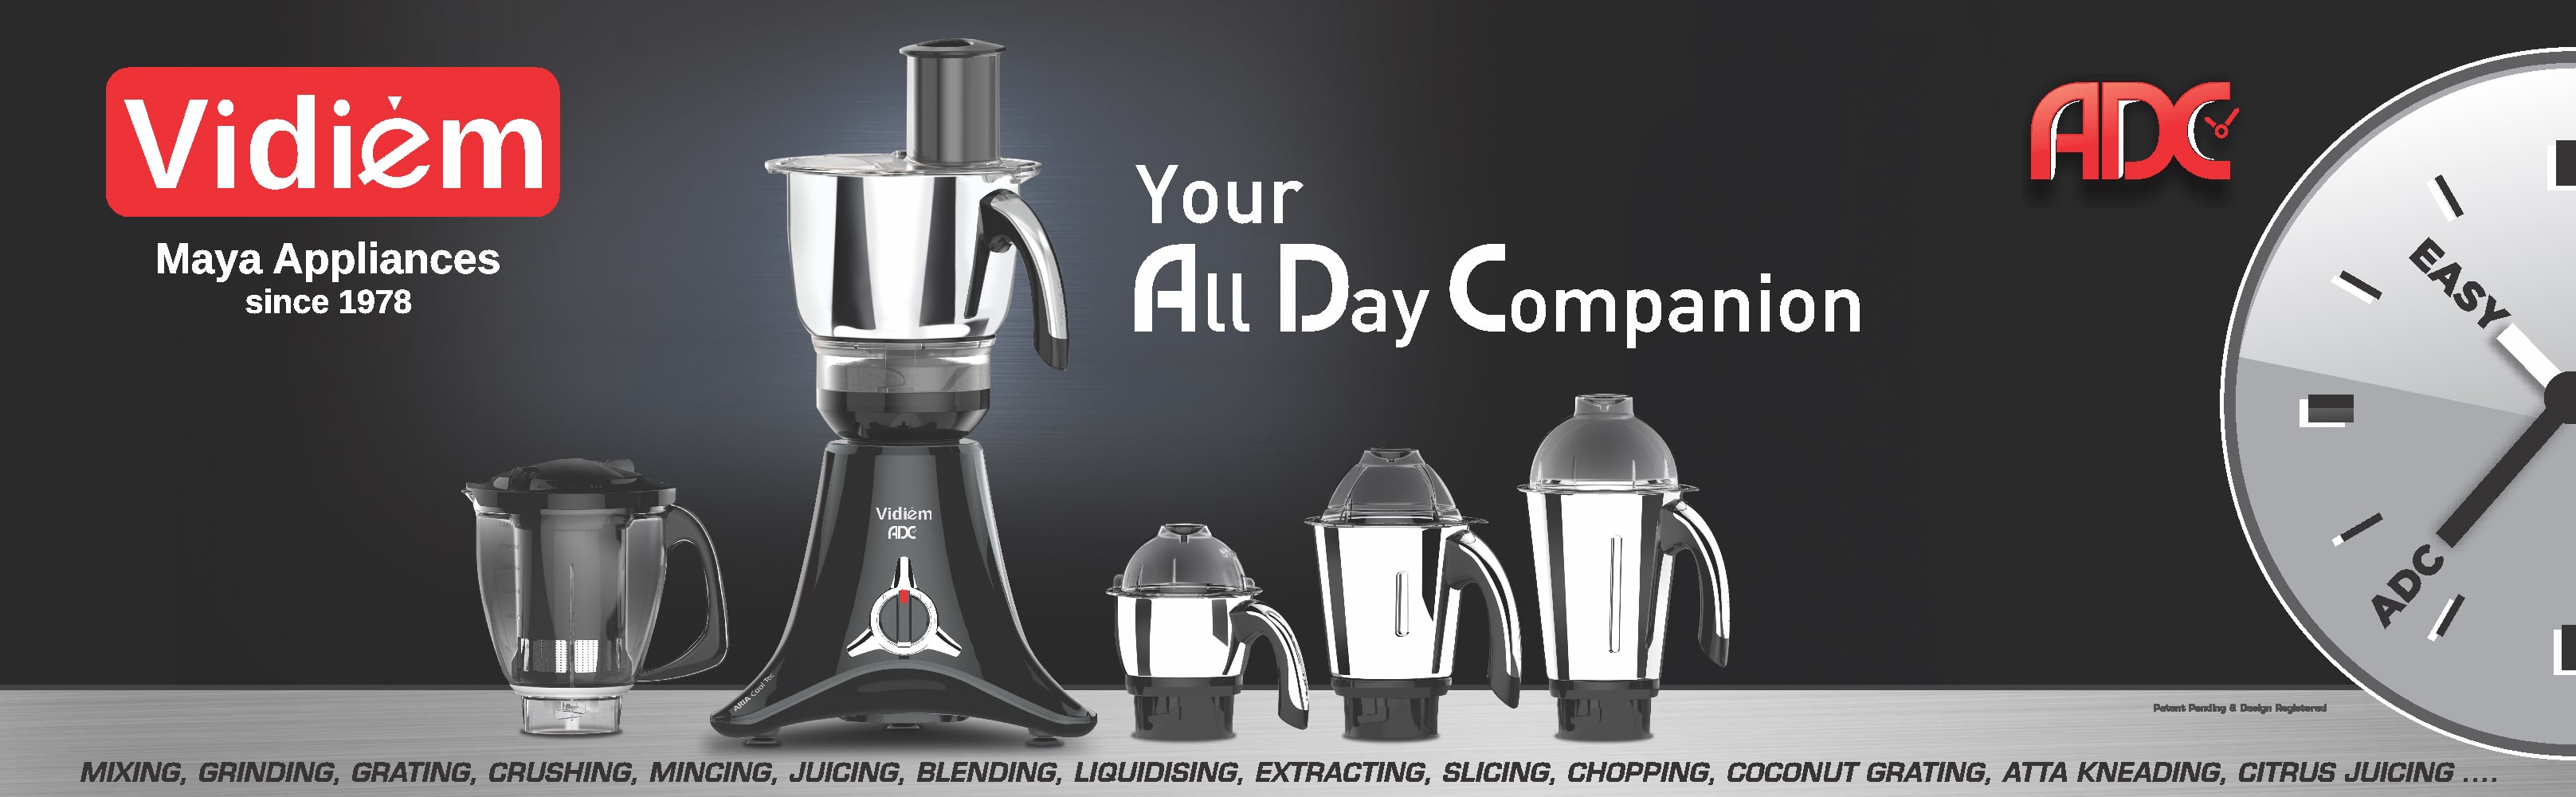 Vidiem
Maya Appliances
since 1978
Your
All Day Companion
ADC
EASY
ADC
Vidiem
ADC
ARIA Cool Tec
Patent Pending & Design Registered
MIXING, GRINDING, GRATING, CRUSHING, MINCING, JUICING, BLENDING, LIQUIDISING, EXTRACTING, SLICING, CHOPPING, COCONUT GRATING, ATTA KNEADING, CITRUS JUICING ....